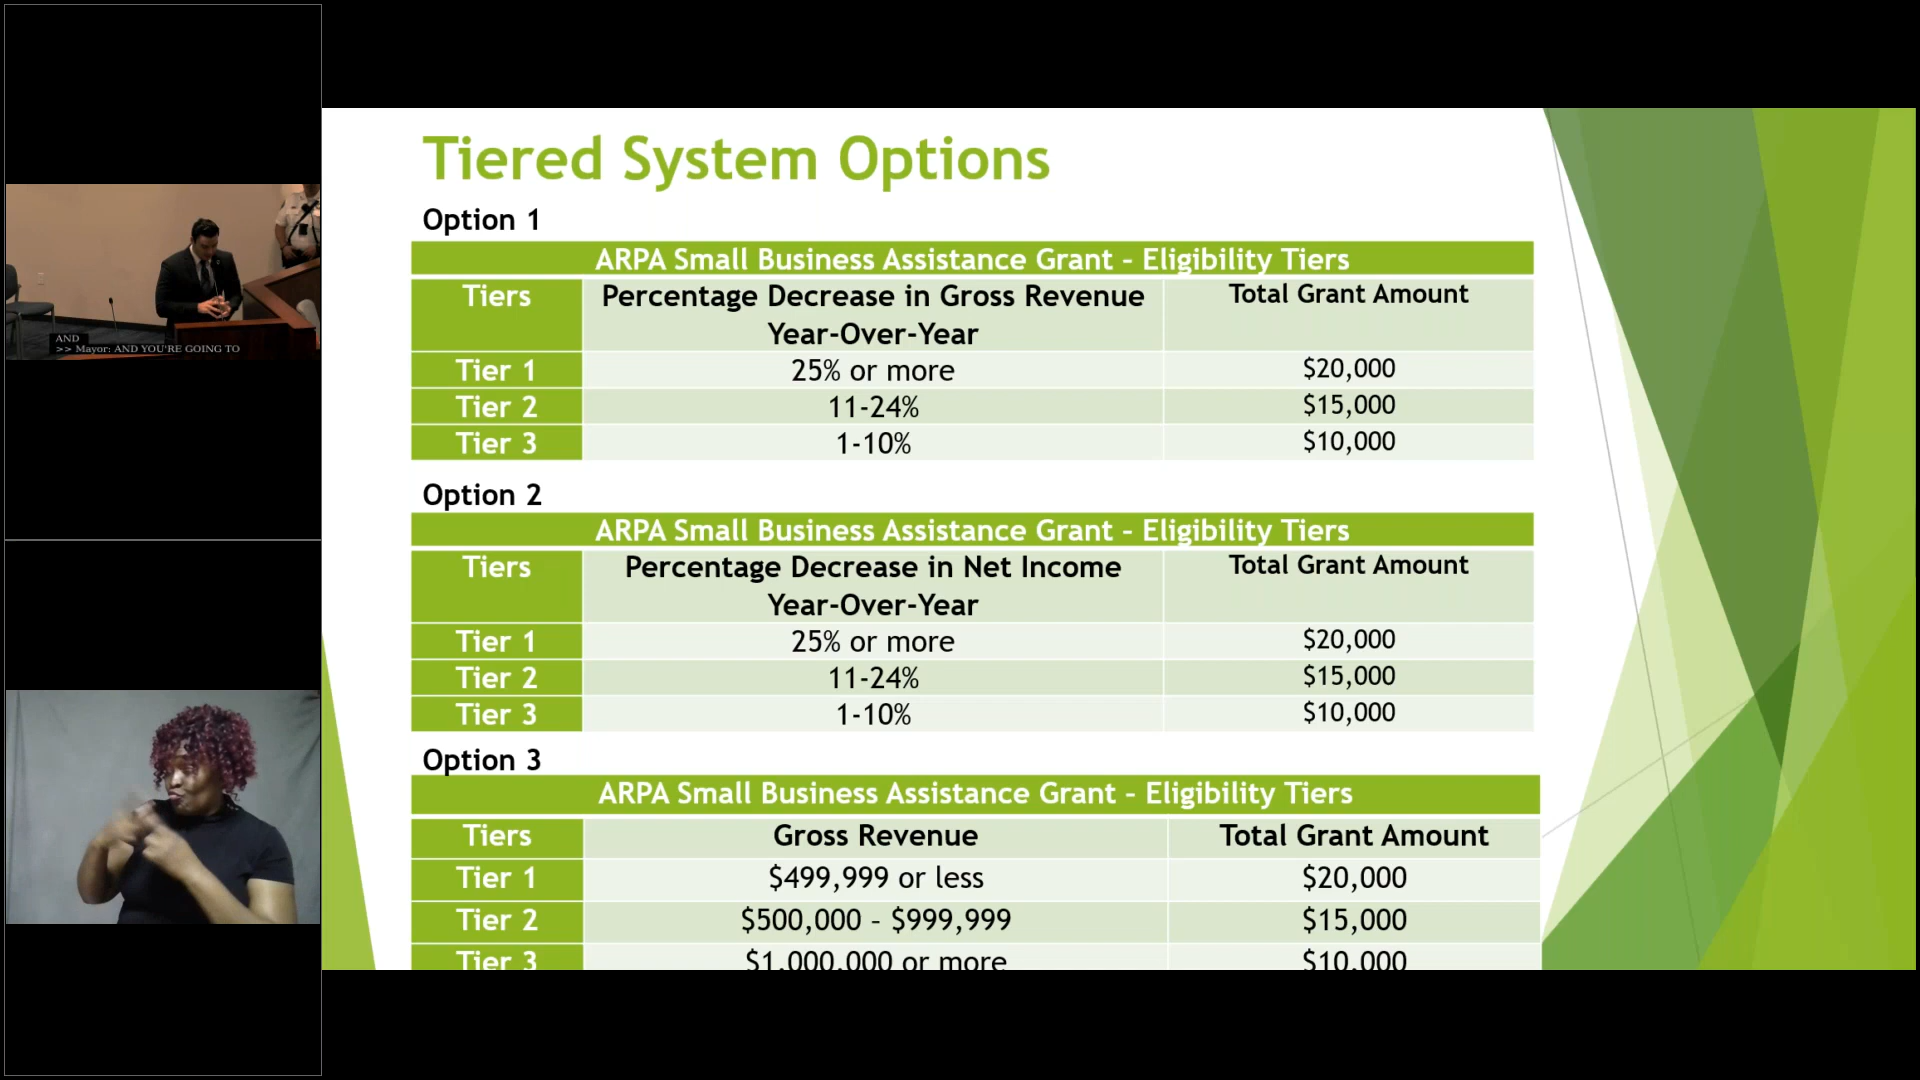 Tiered System Options
Option 1
ARPA Small Business Assistance Grant - Eligibility Tiers
Tiers Percentage Decrease in Gross Revenue Total Grant Amount
Year-Over-Year
Tier 1 25% or more $20,000
Tier 2 11-24% $15,000
Tier 3 1-10% $10,000
Option 2
ARPA Small Business Assistance Grant - Eligibility Tiers
Tiers Percentage Decrease in Net Income Total Grant Amount
Year-Over-Year
Tier 1 25% or more $20,000
Tier 2 11-24% $15,000
Tier 3 1-10% $10,000
Option 3
ARPA Small Business Assistance Grant - Eligibility Tiers
Tiers Gross Revenue Total Grant Amount
Tier 1 $499,999 or less $20,000
Tier 2 $500,000 - $999,999 $15,000
Tier 3 $1,000,000 or more $10,000
AND
>> Mayor: AND YOU'RE GOING TO